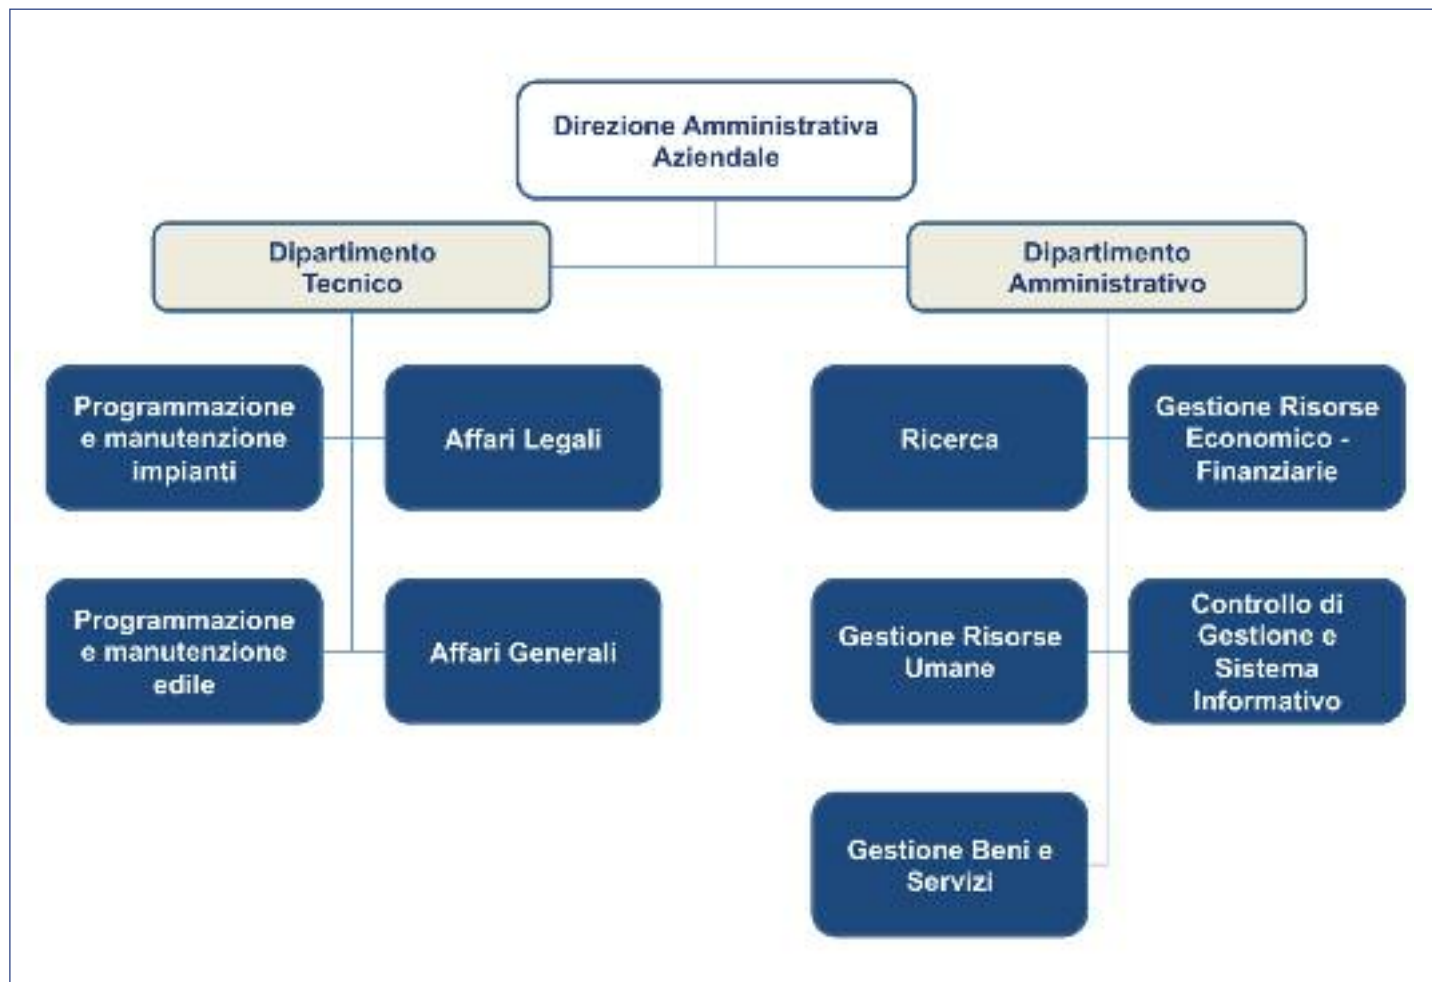 Direzione Amministrativa
Aziendale
Dipartimento
Tecnico
Dipartimento
Amministrativo
Programmazione
e manutenzione
impianti
Affari Legali
Ricerca
Gestione Risorse
Economico -
Finanziarie
Programmazione
e manutenzione
edile
Affari Generali
Gestione Risorse
Umane
Controllo di
Gestione e
Sistema
Informativo
Gestione Beni e
Servizi